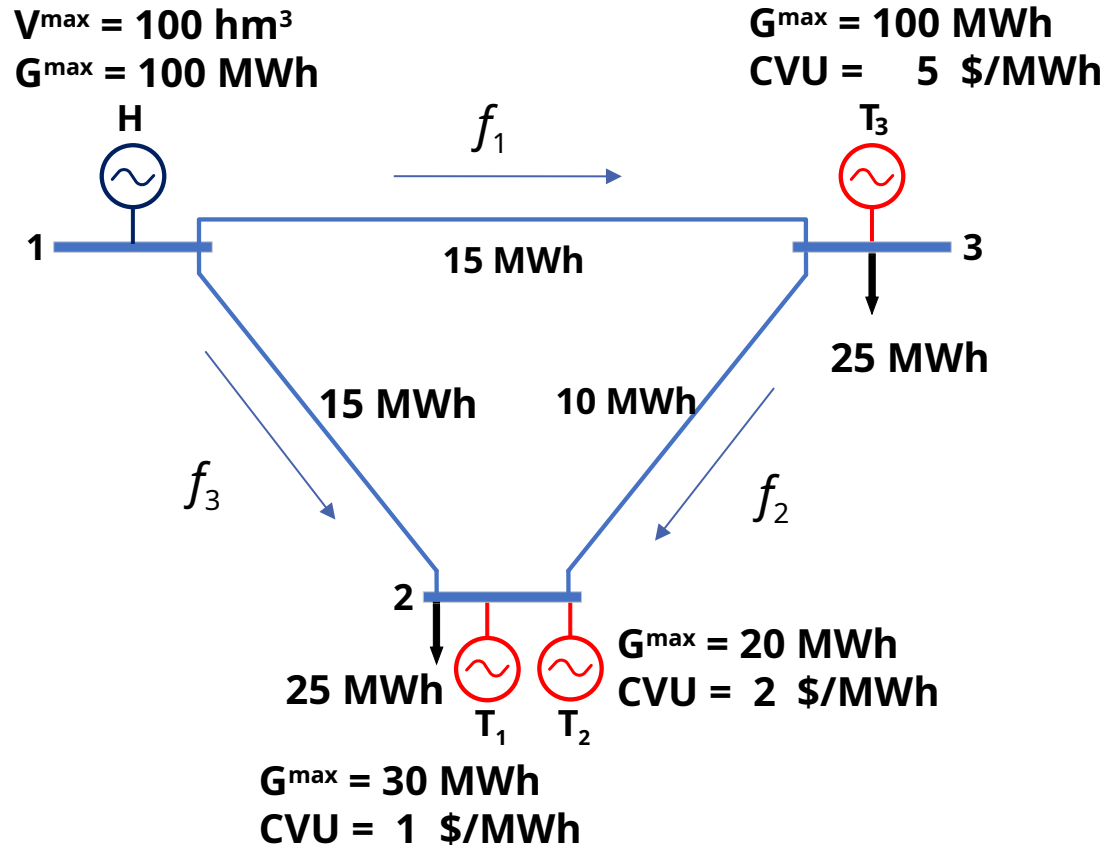 Vᵐᵃˣ = 100 hm³
Gᵐᵃˣ = 100 MWh
H
Gᵐᵃˣ = 100 MWh
CVU = 5 $/MWh
T₃
f₁
1
15 MWh
3
25 MWh
15 MWh
10 MWh
f₃
f₂
2
25 MWh
T₁
T₂
Gᵐᵃˣ = 20 MWh
CVU = 2 $/MWh
Gᵐᵃˣ = 30 MWh
CVU = 1 $/MWh